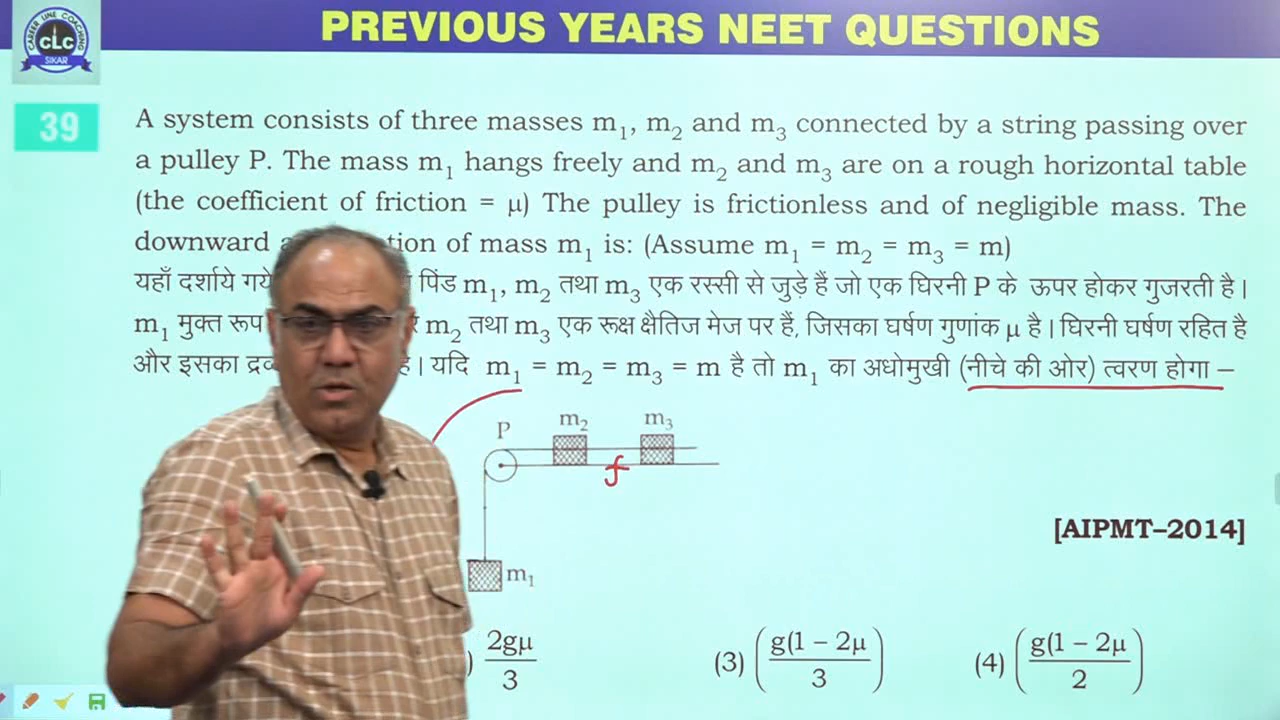 PREVIOUS YEARS NEET QUESTIONS
CAREER LINE COACHING
CLC
SIKAR
39
A system consists of three masses m₁, m₂ and m₃ connected by a string passing over
a pulley P. The mass m₁ hangs freely and m₂ and m₃ are on a rough horizontal table
(the coefficient of friction = μ) The pulley is frictionless and of negligible mass. The
downward tion of mass m₁ is: (Assume m₁ = m₂ = m₃ = m)
यहाँ दर्शाये गये पिंड m₁, m₂ तथा m₃ एक रस्सी से जुड़े हैं जो एक घिरनी P के ऊपर होकर गुजरती है।
m₁ मुक्त रूप m₂ तथा m₃ एक रूक्ष क्षैतिज मेज पर हैं, जिसका घर्षण गुणांक μ है। घिरनी घर्षण रहित है
और इसका है। यदि m₁ = m₂ = m₃ = m है तो m₁ का अधोमुखी (नीचे की ओर) त्वरण होगा –
P m₂ m₃
f
[AIPMT–2014]
m₁
) 2gμ/3 (3) (g(1 – 2μ/3) (4) (g(1 – 2μ/2)